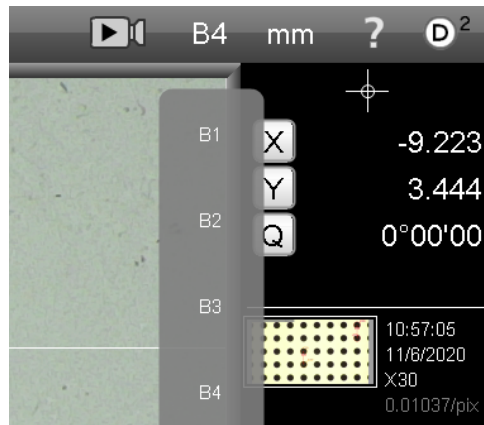 B4 mm ? D2
B1
X -9.223
Y 3.444
B2
Q 0°00'00
B3
10:57:05
11/6/2020
X30
B4
0.01037/pix